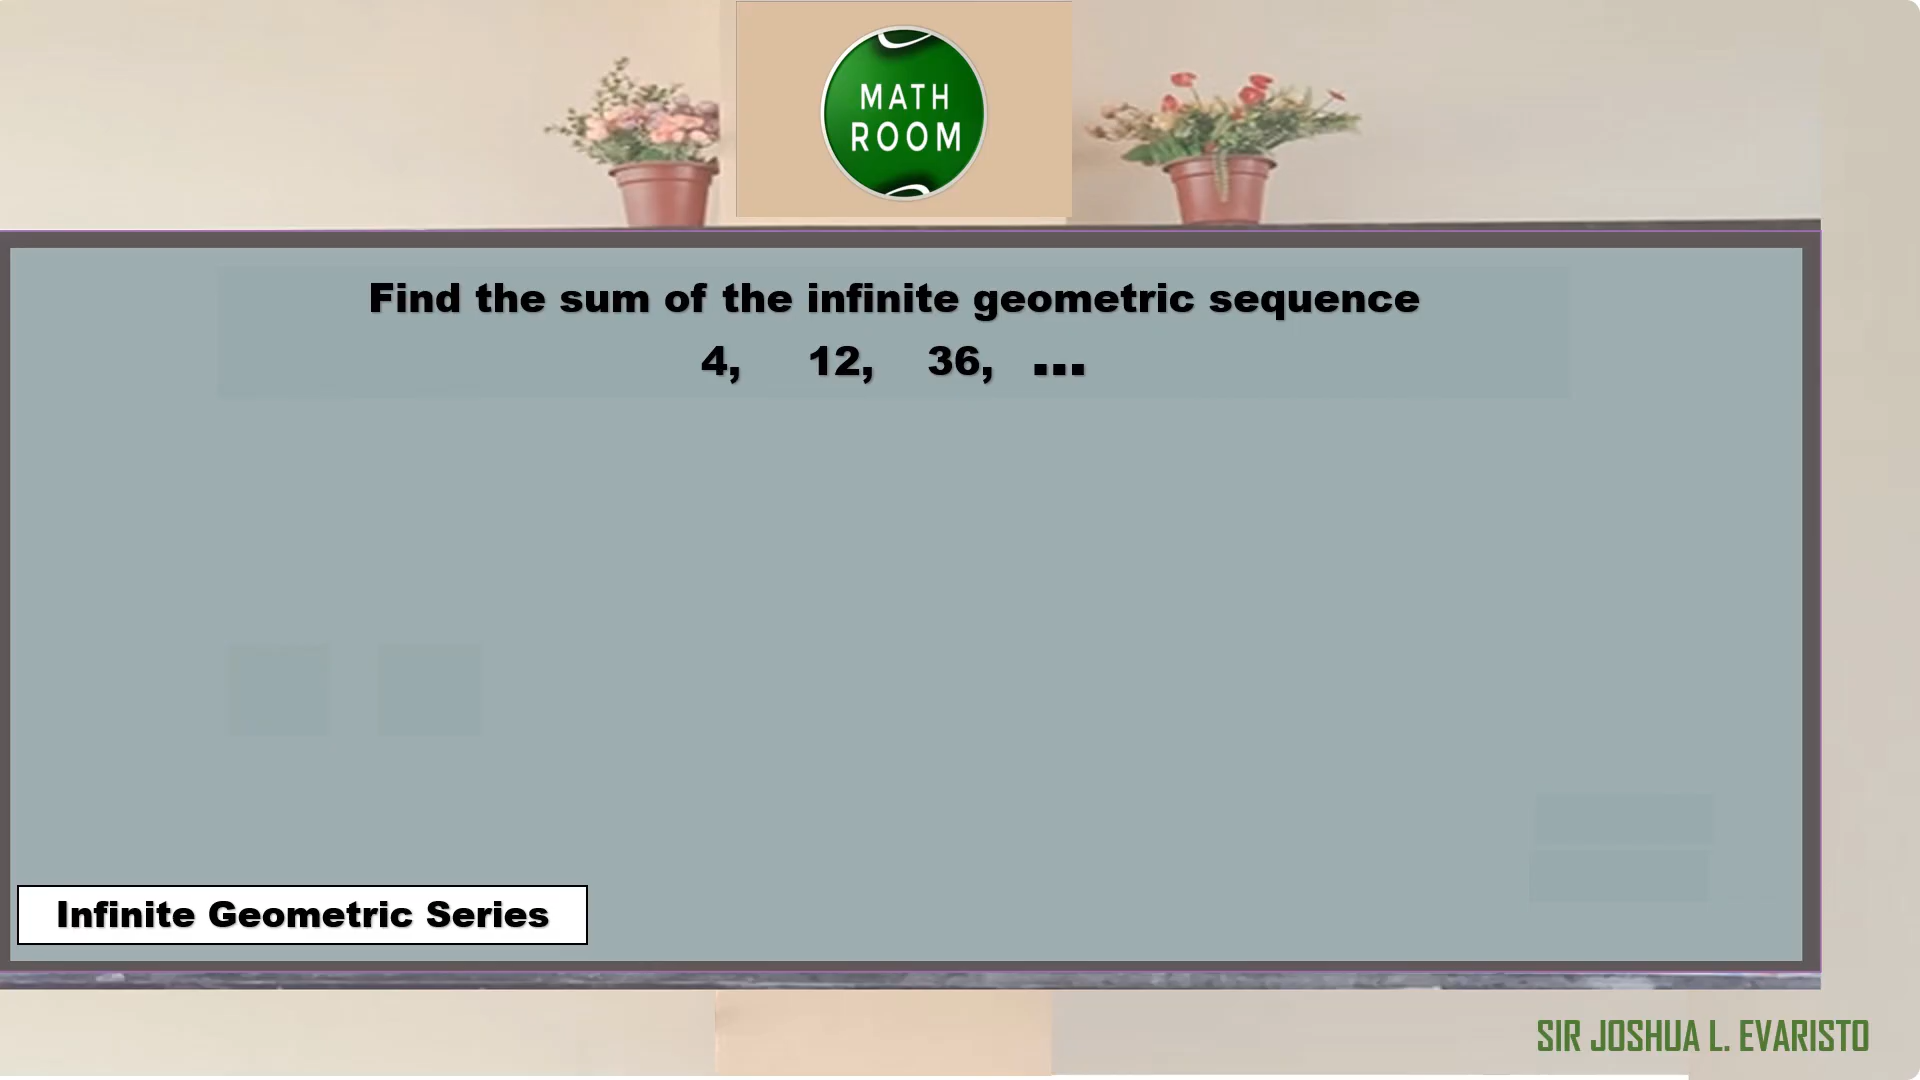 MATH
ROOM
Find the sum of the infinite geometric sequence
4, 12, 36, ...
Infinite Geometric Series
SIR JOSHUA L. EVARISTO